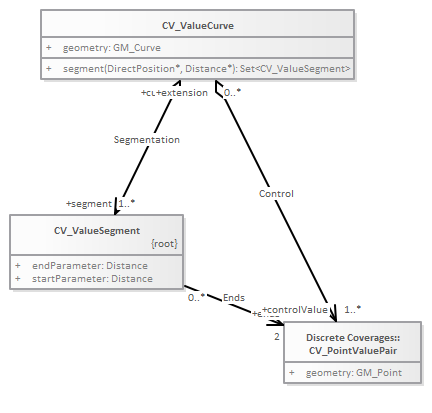 CV_ValueCurve
+ geometry: GM_Curve
+ segment(DirectPosition*, Distance*): Set<CV_ValueSegment>
+extension 0..*
Segmentation
Control
+segment 1..*
CV_ValueSegment
{root}
+ endParameter: Distance
+ startParameter: Distance
0..* Ends
+controlValue 1..*
2
Discrete Coverages::
CV_PointValuePair
+ geometry: GM_Point